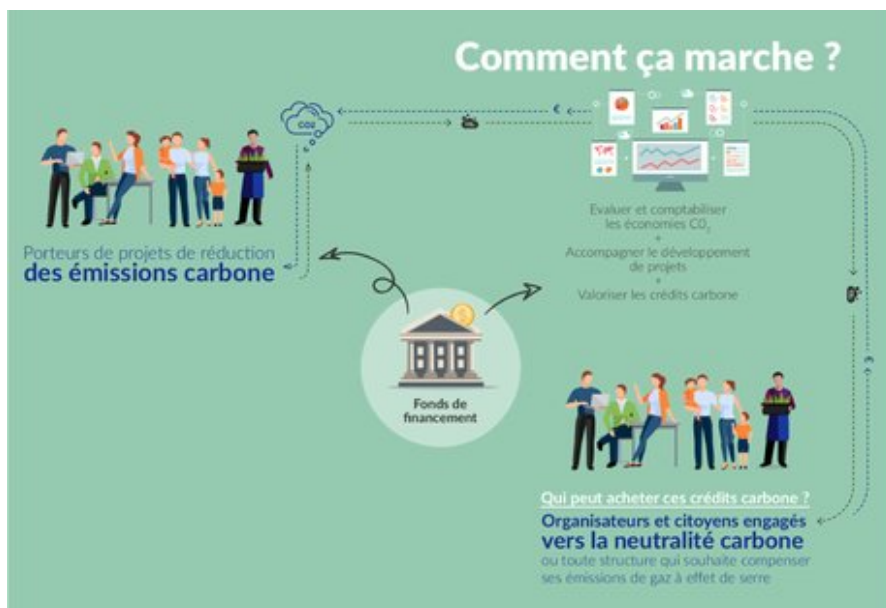 Comment ça marche ?
CO2
€
Porteurs de projets de réduction
des émissions carbone
Evaluer et comptabiliser
les économies CO₂
+
Accompagner le développement
de projets
+
Valoriser les crédits carbone
Fonds de
financement
Qui peut acheter ces crédits carbone ?
Organisateurs et citoyens engagés
vers la neutralité carbone
ou toute structure qui souhaite compenser
ses émissions de gaz à effet de serre